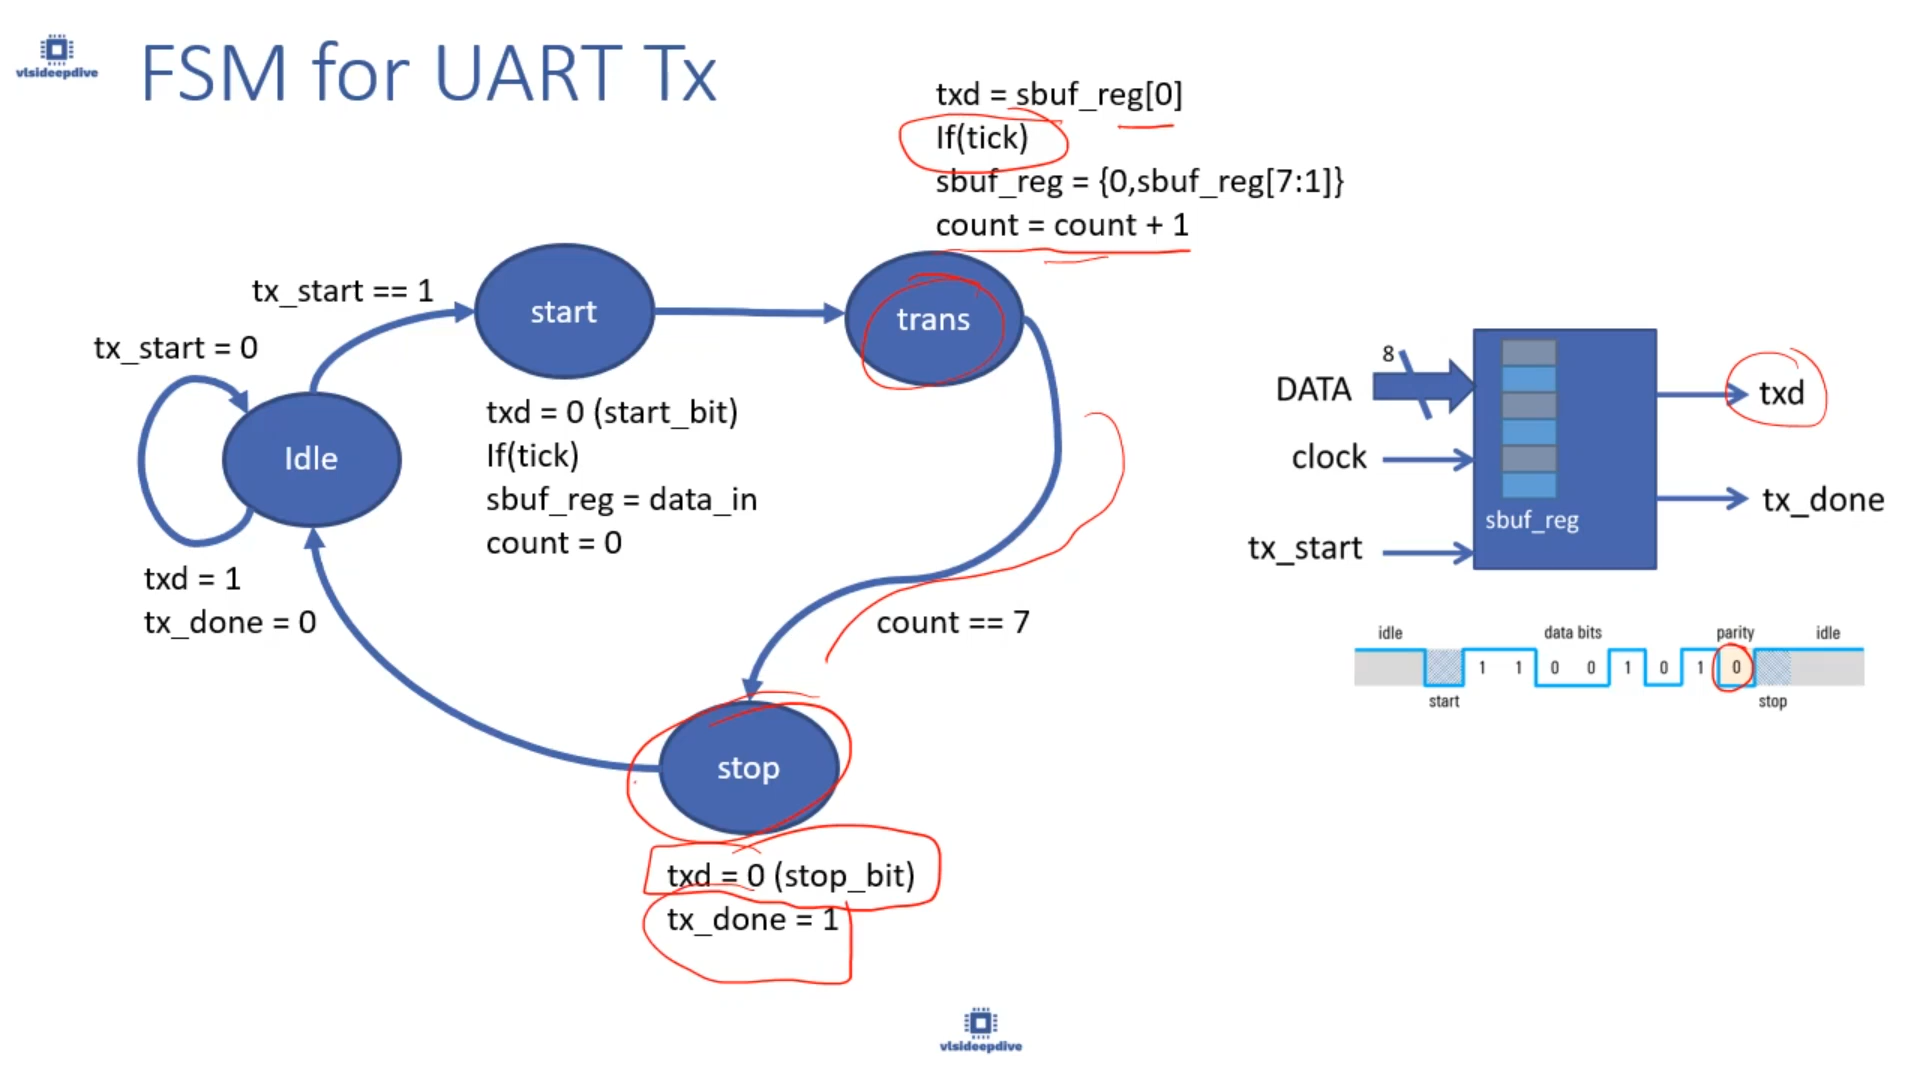 vlsideepdive
FSM for UART Tx
txd = sbuf_reg[0]
If(tick)
sbuf_reg = {0,sbuf_reg[7:1]}
count = count + 1
tx_start == 1
start
trans
tx_start = 0
Idle
txd = 0 (start_bit)
If(tick)
sbuf_reg = data_in
count = 0
txd = 1
tx_done = 0
count == 7
stop
txd = 0 (stop_bit)
tx_done = 1
8
DATA
clock
tx_start
sbuf_reg
txd
tx_done
idle data bits parity idle
1 1 0 0 1 0 1 0
start stop
vlsideepdive